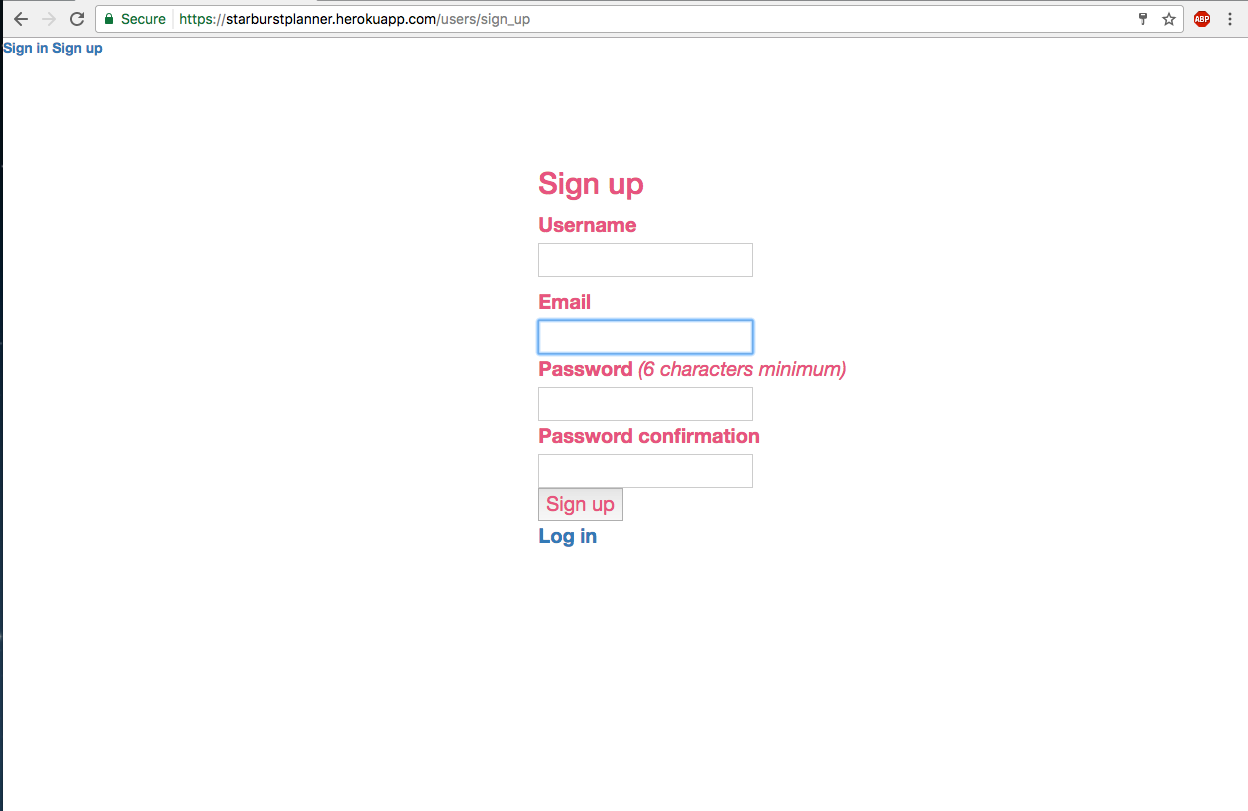 Secure https://starburstplanner.herokuapp.com/users/sign_up
ABP
Sign in Sign up
Sign up
Username
Email
Password (6 characters minimum)
Password confirmation
Sign up
Log in